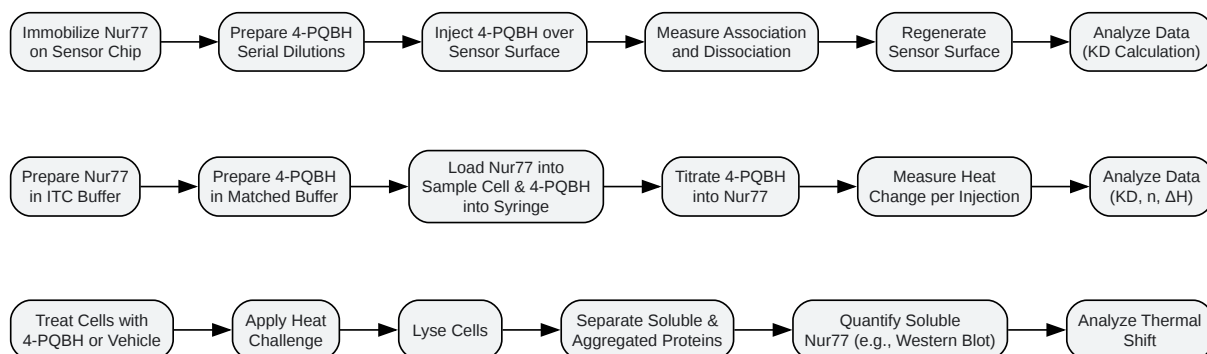 Immobilize Nur77
on Sensor Chip
Prepare 4-PQBH
Serial Dilutions
Inject 4-PQBH over
Sensor Surface
Measure Association
and Dissociation
Regenerate
Sensor Surface
Analyze Data
(KD Calculation)
Prepare Nur77
in ITC Buffer
Prepare 4-PQBH
in Matched Buffer
Load Nur77 into
Sample Cell & 4-PQBH
into Syringe
Titrate 4-PQBH
into Nur77
Measure Heat
Change per Injection
Analyze Data
(KD, n, ΔH)
Treat Cells with
4-PQBH or Vehicle
Apply Heat
Challenge
Lyse Cells
Separate Soluble &
Aggregated Proteins
Quantify Soluble
Nur77 (e.g., Western Blot)
Analyze Thermal
Shift